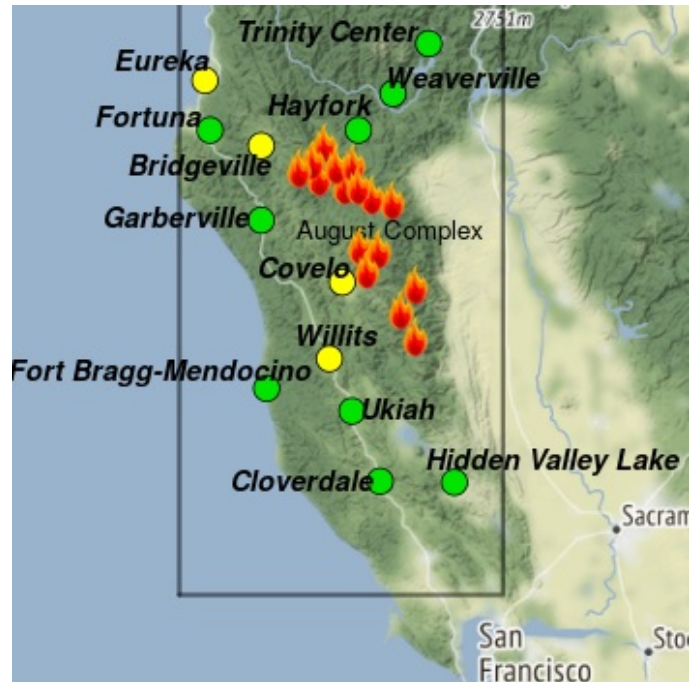 2751m
Trinity Center
Eureka
Weaverville
Hayfork
Fortuna
Bridgeville
Garberville
August Complex
Covelo
Willits
Fort Bragg-Mendocino
Ukiah
Hidden Valley Lake
Cloverdale
Sacram
San
Francisco
Sto